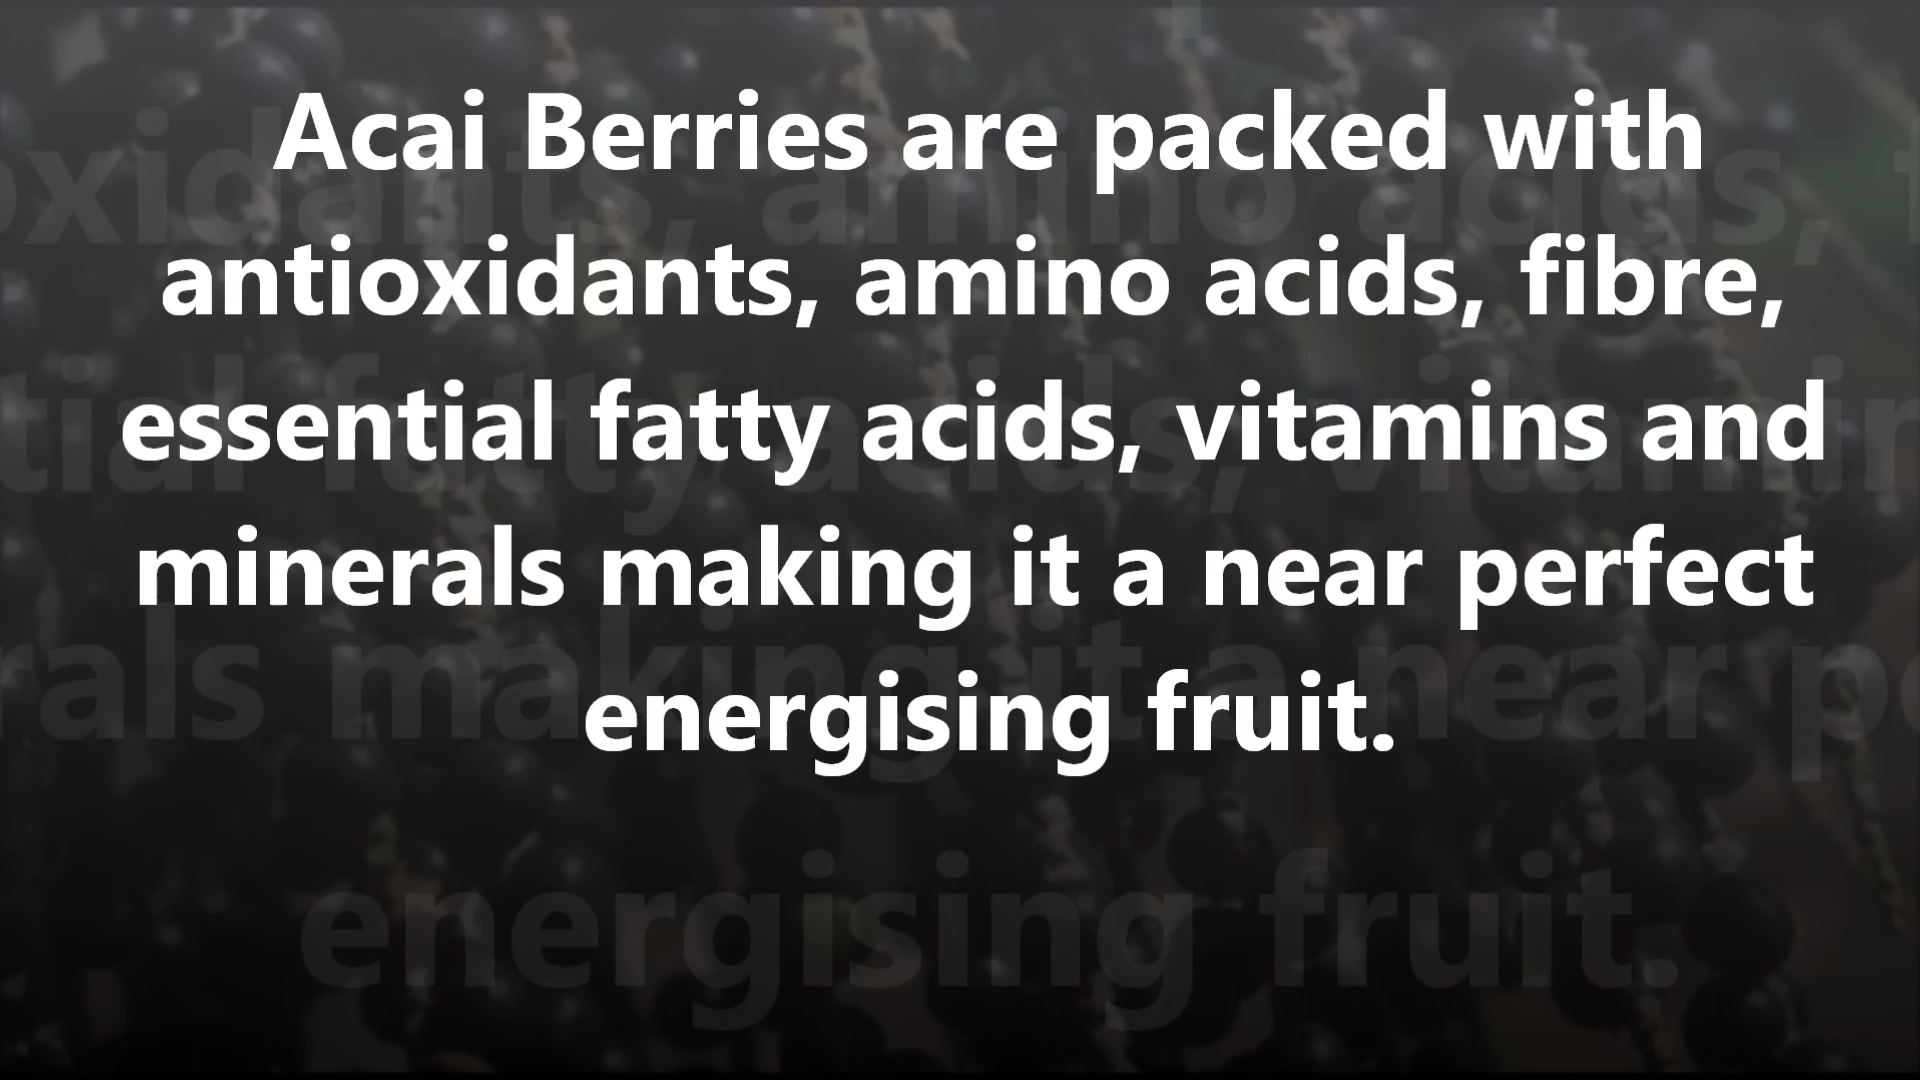 Acai Berries are packed with
antioxidants, amino acids, fibre,
essential fatty acids, vitamins and
minerals making it a near perfect
energising fruit.